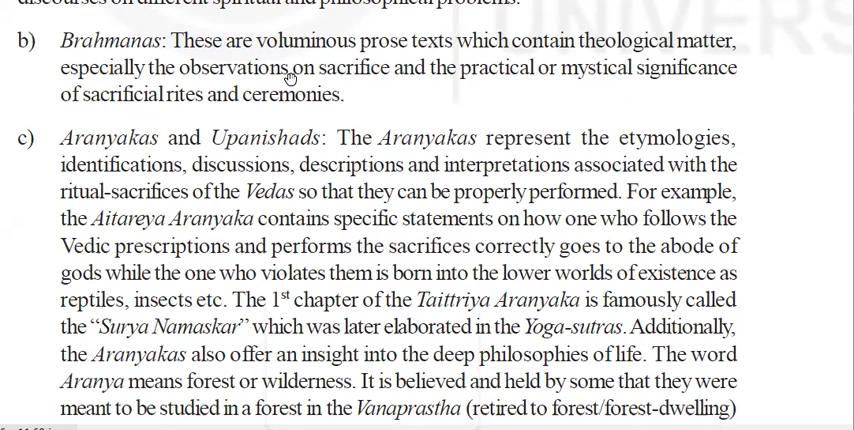 discourses on different spiritual and philosophical problems.
b) Brahmanas: These are voluminous prose texts which contain theological matter,
especially the observations on sacrifice and the practical or mystical significance
of sacrificial rites and ceremonies.
c) Aranyakas and Upanishads: The Aranyakas represent the etymologies,
identifications, discussions, descriptions and interpretations associated with the
ritual-sacrifices of the Vedas so that they can be properly performed. For example,
the Aitareya Aranyaka contains specific statements on how one who follows the
Vedic prescriptions and performs the sacrifices correctly goes to the abode of
gods while the one who violates them is born into the lower worlds of existence as
reptiles, insects etc. The 1st chapter of the Taittriya Aranyaka is famously called
the “Surya Namaskar” which was later elaborated in the Yoga-sutras. Additionally,
the Aranyakas also offer an insight into the deep philosophies of life. The word
Aranya means forest or wilderness. It is believed and held by some that they were
meant to be studied in a forest in the Vanaprastha (retired to forest/forest-dwelling)